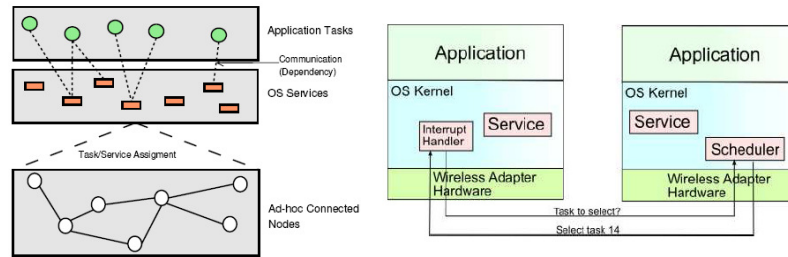 Application Tasks
Communication
(Dependency)
OS Services
Task/Service Assigment
Ad-hoc Connected
Nodes
Application
OS Kernel
Interrupt
Handler
Service
Wireless Adapter
Hardware
Application
OS Kernel
Service
Scheduler
Wireless Adapter
Hardware
Task to select?
Select task 14